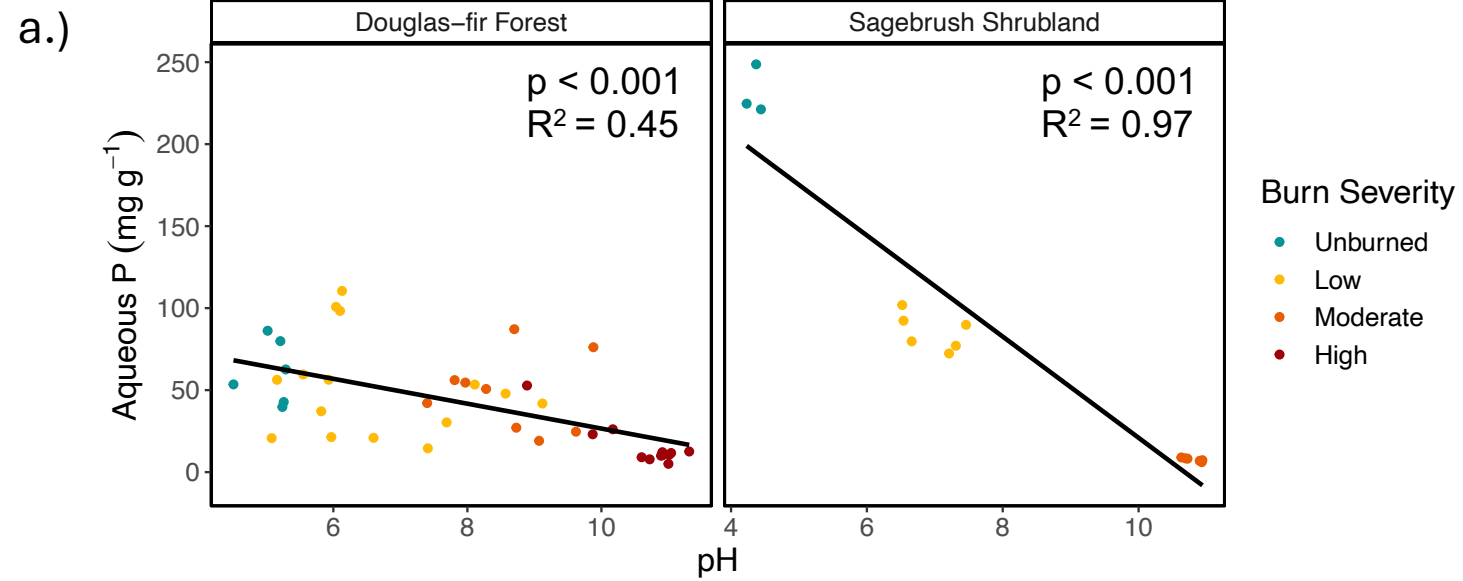 a.)
Douglas−fir Forest
Sagebrush Shrubland
p < 0.001
R² = 0.45
p < 0.001
R² = 0.97
Aqueous P (mg g⁻¹)
250
200
150
100
50
0
6 8 10
4 6 8 10
pH
Burn Severity
Unburned
Low
Moderate
High